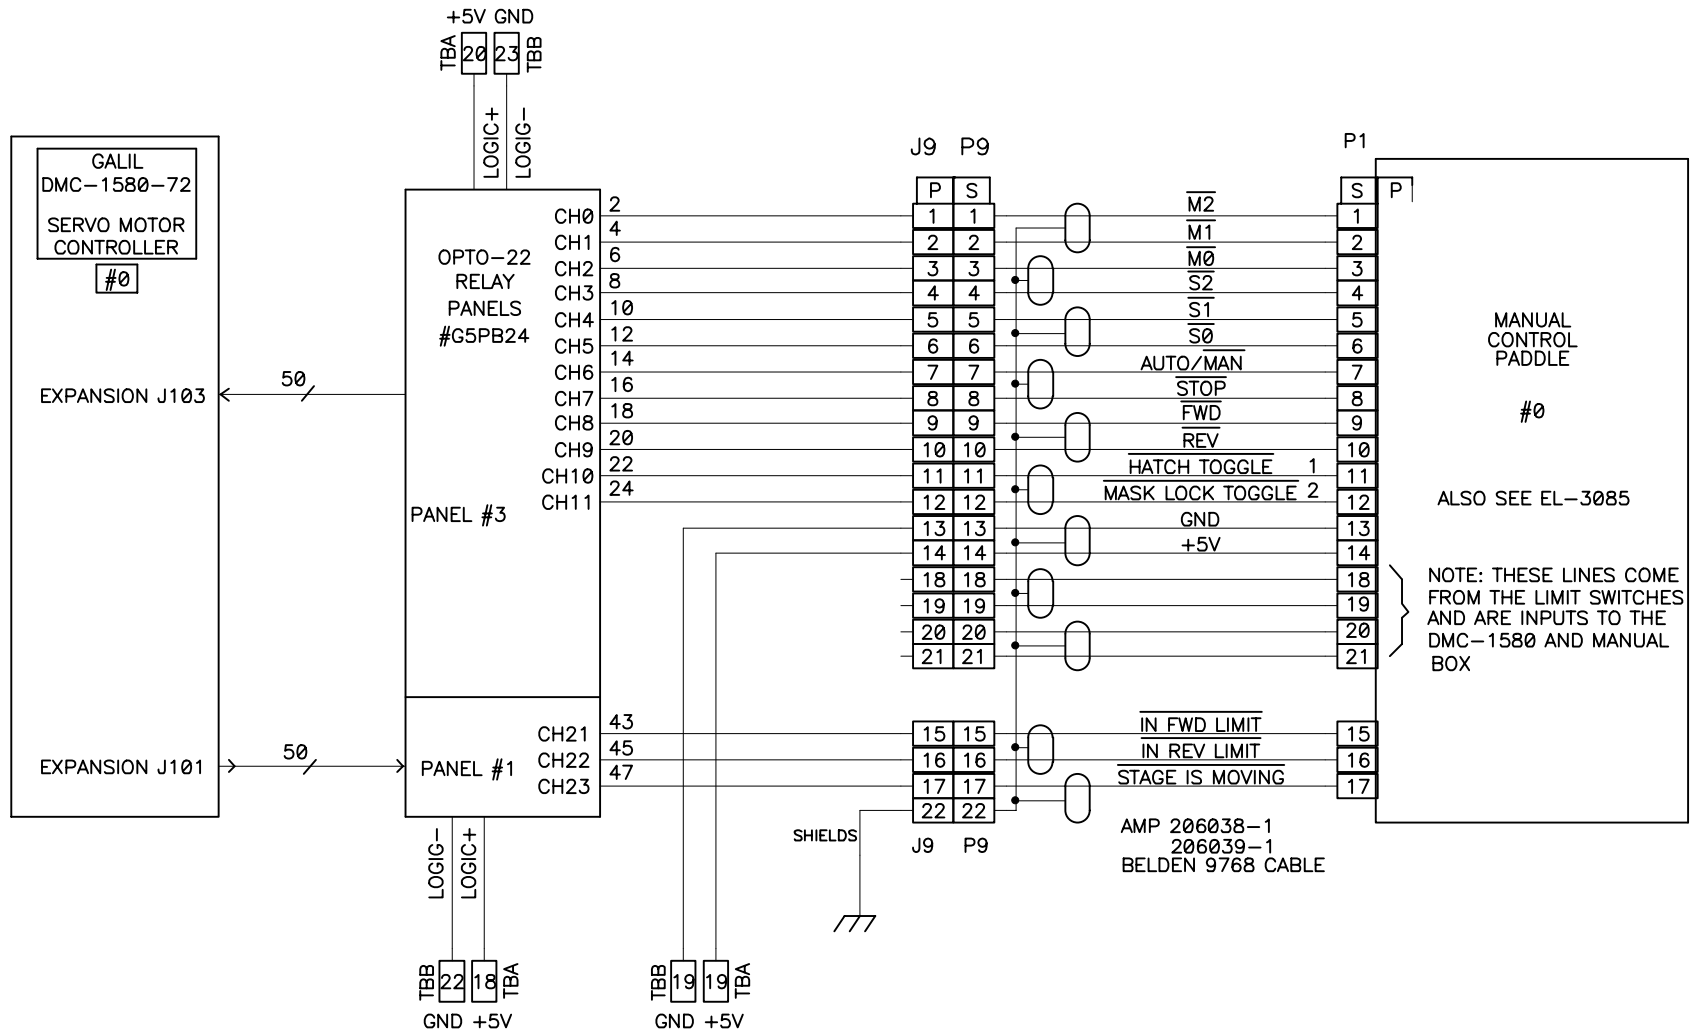 +5V GND
TBA 20 23 TBB
LOGIC+
LOGIG-
GALIL
DMC-1580-72
SERVO MOTOR
CONTROLLER
#0
EXPANSION J103
50
EXPANSION J101
50
OPTO-22
RELAY
PANELS
#G5PB24
PANEL #3
PANEL #1
CH0 2
CH1 4
CH2 6
CH3 8
CH4 10
CH5 12
CH6 14
CH7 16
CH8 18
CH9 20
CH10 22
CH11 24
CH21 43
CH22 45
CH23 47
LOGIG-
LOGIC+
TBB 22 18 TBA
GND +5V
TBB 19 19 TBA
GND +5V
SHIELDS
J9 P9
P S
1 1
2 2
3 3
4 4
5 5
6 6
7 7
8 8
9 9
10 10
11 11
12 12
13 13
14 14
18 18
19 19
20 20
21 21
15 15
16 16
17 17
22 22
J9 P9
M2
M1
M0
S2
S1
S0
AUTO/MAN
STOP
FWD
REV
HATCH TOGGLE 1
MASK LOCK TOGGLE 2
GND
+5V
IN FWD LIMIT
IN REV LIMIT
STAGE IS MOVING
AMP 206038-1
206039-1
BELDEN 9768 CABLE
P1
S P
1
2
3
4
5
6
7
8
9
10
11
12
13
14
18
19
20
21
15
16
17
MANUAL
CONTROL
PADDLE
#0
ALSO SEE EL-3085
NOTE: THESE LINES COME
FROM THE LIMIT SWITCHES
AND ARE INPUTS TO THE
DMC-1580 AND MANUAL
BOX